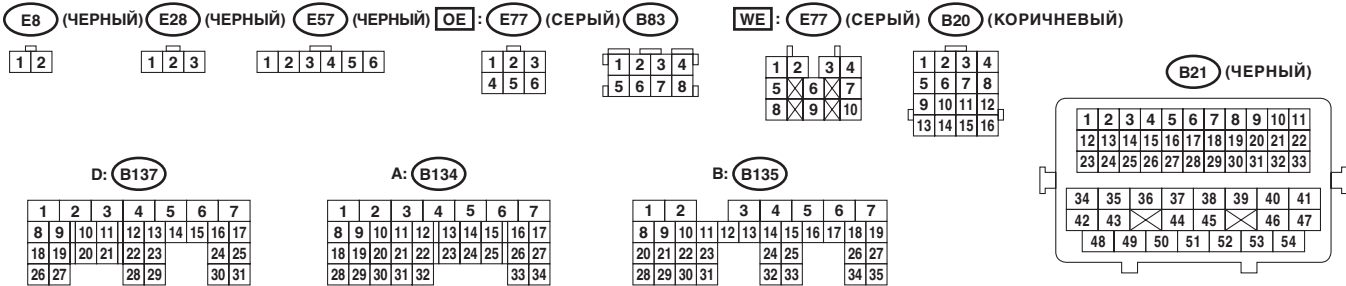 E8 (ЧЕРНЫЙ) E28 (ЧЕРНЫЙ) E57 (ЧЕРНЫЙ) OE : E77 (СЕРЫЙ) B83 WE : E77 (СЕРЫЙ) B20 (КОРИЧНЕВЫЙ)
1 2
1 2 3
1 2 3 4 5 6
1 2 3
4 5 6
1 2 3 4
5 6 7 8
1 2 3 4
5 6 7
8 9 10
1 2 3 4
5 6 7 8
9 10 11 12
13 14 15 16
B21 (ЧЕРНЫЙ)
1 2 3 4 5 6 7 8 9 10 11
12 13 14 15 16 17 18 19 20 21 22
23 24 25 26 27 28 29 30 31 32 33
34 35 36 37 38 39 40 41
42 43 44 45 46 47
48 49 50 51 52 53 54
D: B137
1 2 3 4 5 6 7
8 9 10 11 12 13 14 15 16 17
18 19 20 21 22 23 24 25
26 27 28 29 30 31
A: B134
1 2 3 4 5 6 7
8 9 10 11 12 13 14 15 16 17
18 19 20 21 22 23 24 25 26 27
28 29 30 31 32 33 34
B: B135
1 2 3 4 5 6 7
8 9 10 11 12 13 14 15 16 17 18 19
20 21 22 23 24 25 26 27
28 29 30 31 32 33 34 35